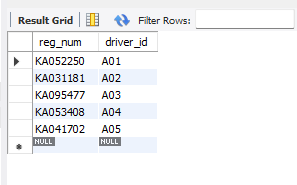 Result Grid Filter Rows:
reg_num driver_id
KA052250 A01
KA031181 A02
KA095477 A03
KA053408 A04
KA041702 A05
NULL NULL